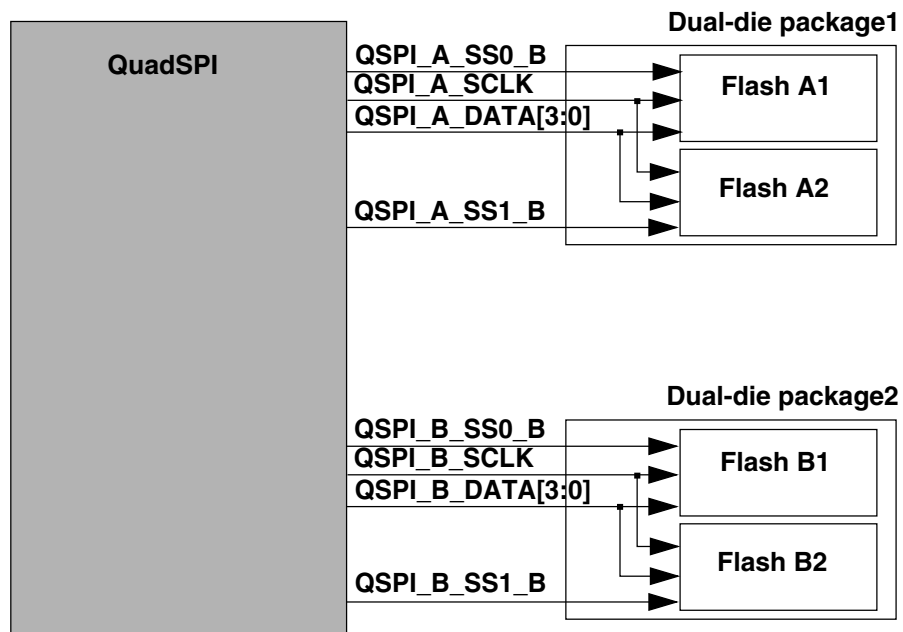 Dual-die package1
QuadSPI
QSPI_A_SS0_B
QSPI_A_SCLK
QSPI_A_DATA[3:0]
Flash A1
Flash A2
QSPI_A_SS1_B
Dual-die package2
QSPI_B_SS0_B
QSPI_B_SCLK
QSPI_B_DATA[3:0]
Flash B1
Flash B2
QSPI_B_SS1_B